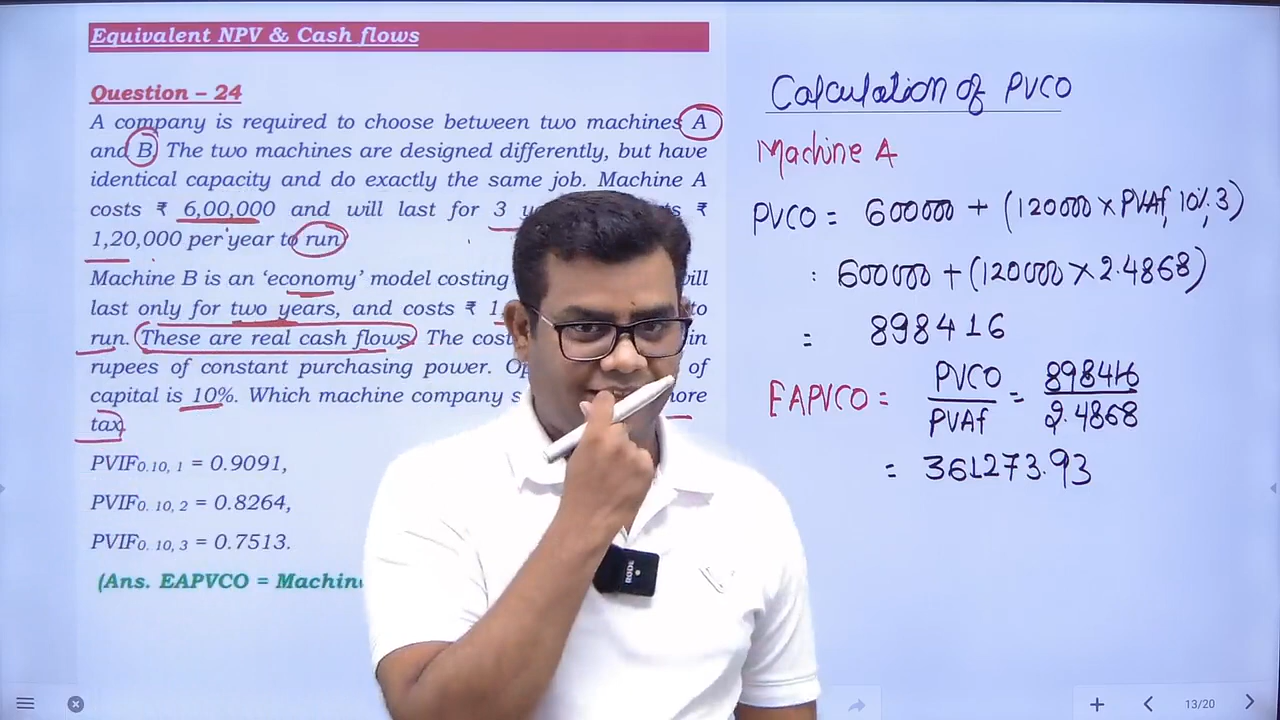 Equivalent NPV & Cash flows
Question – 24
A company is required to choose between two machines A
and B. The two machines are designed differently, but have
identical capacity and do exactly the same job. Machine A
costs ₹ 6,00,000 and will last for 3 ₹
1,20,000 per year to run.
Machine B is an ‘economy’ model costing will
last only for two years, and costs ₹ to
run. These are real cash flows. The in
rupees of constant purchasing power. of
capital is 10%. Which machine company
tax.
PVIF0.10, 1 = 0.9091,
PVIF0.10, 2 = 0.8264,
PVIF0.10, 3 = 0.7513.
(Ans. EAPVCO =
Calculation of PVCO
Machine A
PVCO = 600000 + (120000 × PVAf, 10%, 3)
: 600000 + (120000 × 2.4868)
= 898416
EAPVCO = PVCO / PVAf = 898416 / 2.4868
= 361273.93
RODE
13/20